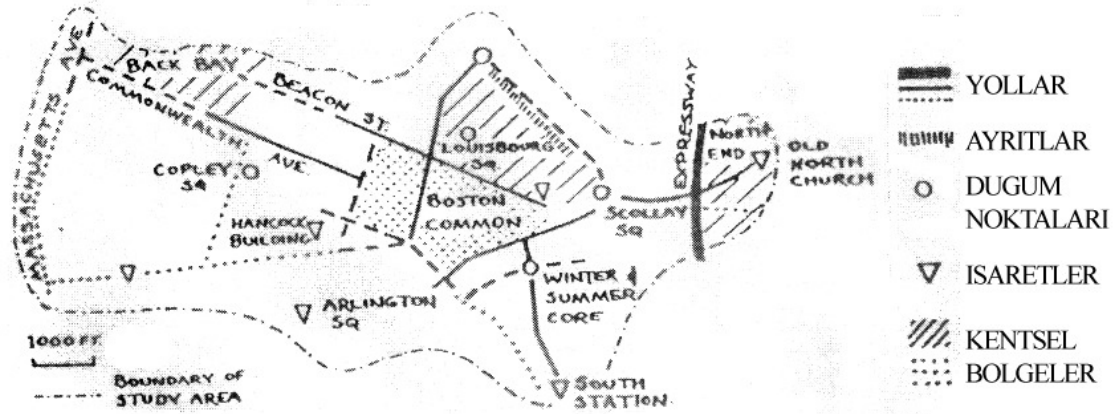 MASSACHUSETTS AVE
BACK BAY
COMMONWEALTH
AVE
BEACON ST.
COPLEY
SQ
HANCOCK
BUILDING
LOUISBOURG
SQ
BOSTON
COMMON
ARLINGTON
SQ
WINTER &
SUMMER
CORE
SCOLLAY
SQ
EXPRESSWAY
NORTH
END
OLD
NORTH
CHURCH
SOUTH
STATION
1000 FT.
BOUNDARY OF
STUDY AREA
YOLLAR
AYRITLAR
DUGUM
NOKTALARI
ISARETLER
KENTSEL
BOLGELER